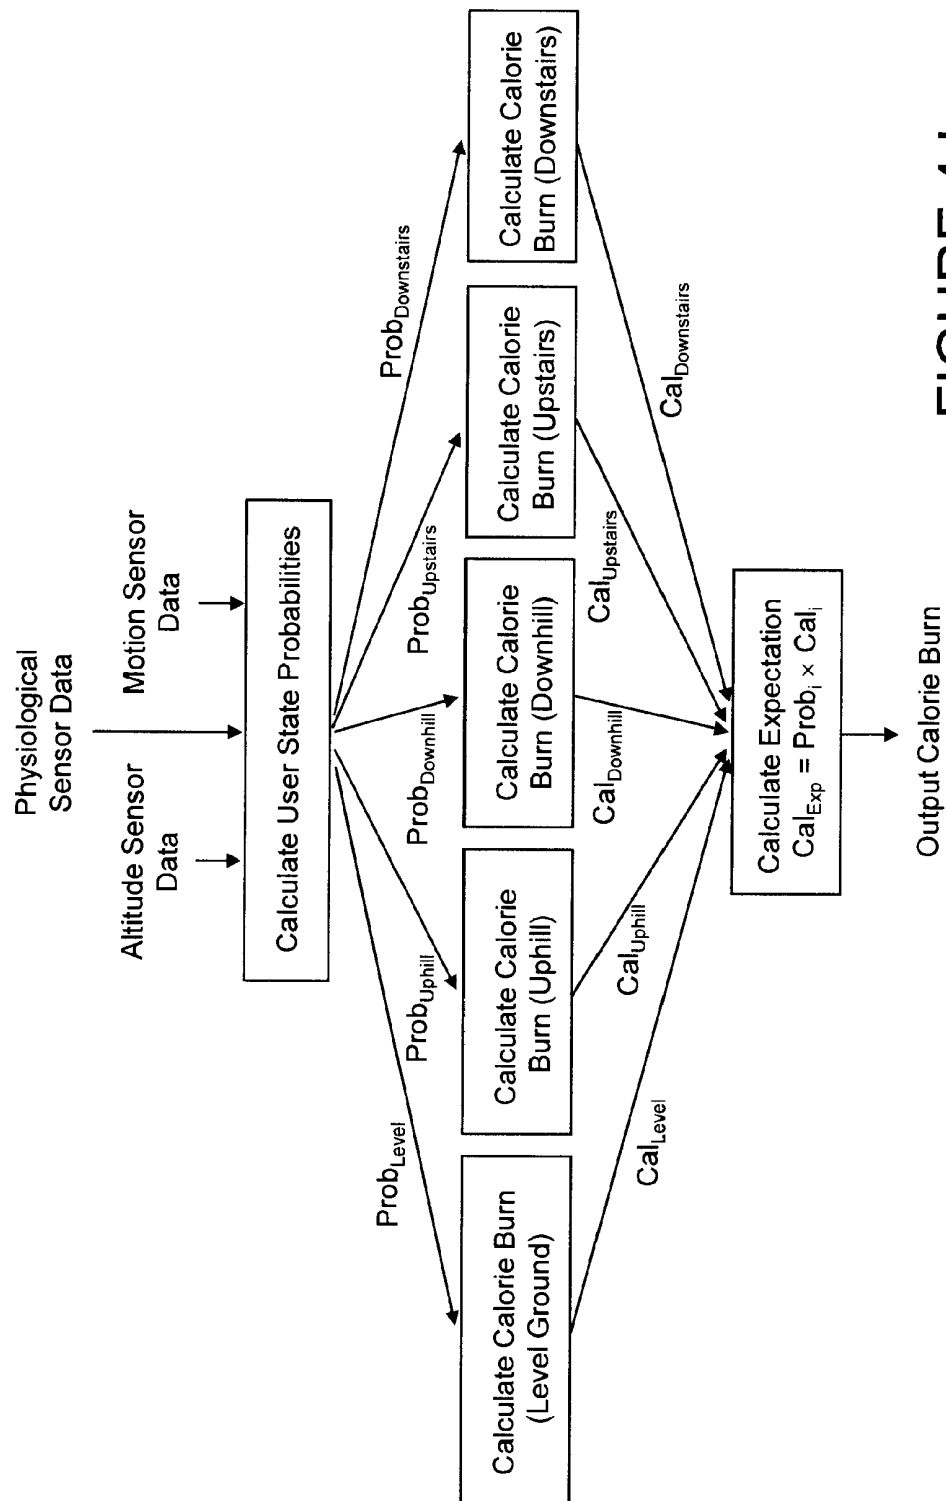 Physiological
Sensor Data
Altitude Sensor
Data
Motion Sensor
Data
Calculate User State Probabilities
Prob_Level
Prob_Uphill
Prob_Downhill
Prob_Upstairs
Prob_Downstairs
Calculate Calorie Burn
(Level Ground)
Calculate Calorie
Burn (Uphill)
Calculate Calorie
Burn (Downhill)
Calculate Calorie
Burn (Upstairs)
Calculate Calorie
Burn (Downstairs)
Cal_Level
Cal_Uphill
Cal_Downhill
Cal_Upstairs
Cal_Downstairs
Calculate Expectation
Cal_Exp = Prob_i × Cal_i
Output Calorie Burn